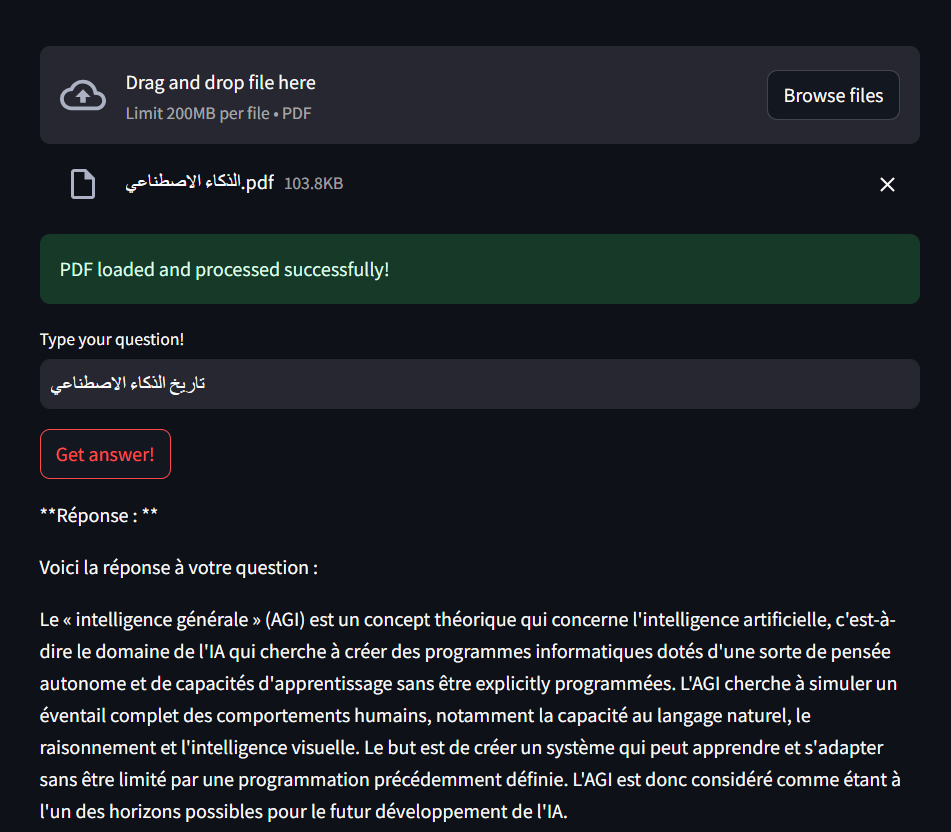 Drag and drop file here
Limit 200MB per file • PDF
Browse files
الذكاء الاصطناعي.pdf 103.8KB
PDF loaded and processed successfully!
Type your question!
تاريخ الذكاء الاصطناعي
Get answer!
**Réponse : **
Voici la réponse à votre question :
Le « intelligence générale » (AGI) est un concept théorique qui concerne l'intelligence artificielle, c'est-à-
dire le domaine de l'IA qui cherche à créer des programmes informatiques dotés d'une sorte de pensée
autonome et de capacités d'apprentissage sans être explicitly programmées. L'AGI cherche à simuler un
éventail complet des comportements humains, notamment la capacité au langage naturel, le
raisonnement et l'intelligence visuelle. Le but est de créer un système qui peut apprendre et s'adapter
sans être limité par une programmation précédemment définie. L'AGI est donc considéré comme étant à
l'un des horizons possibles pour le futur développement de l'IA.